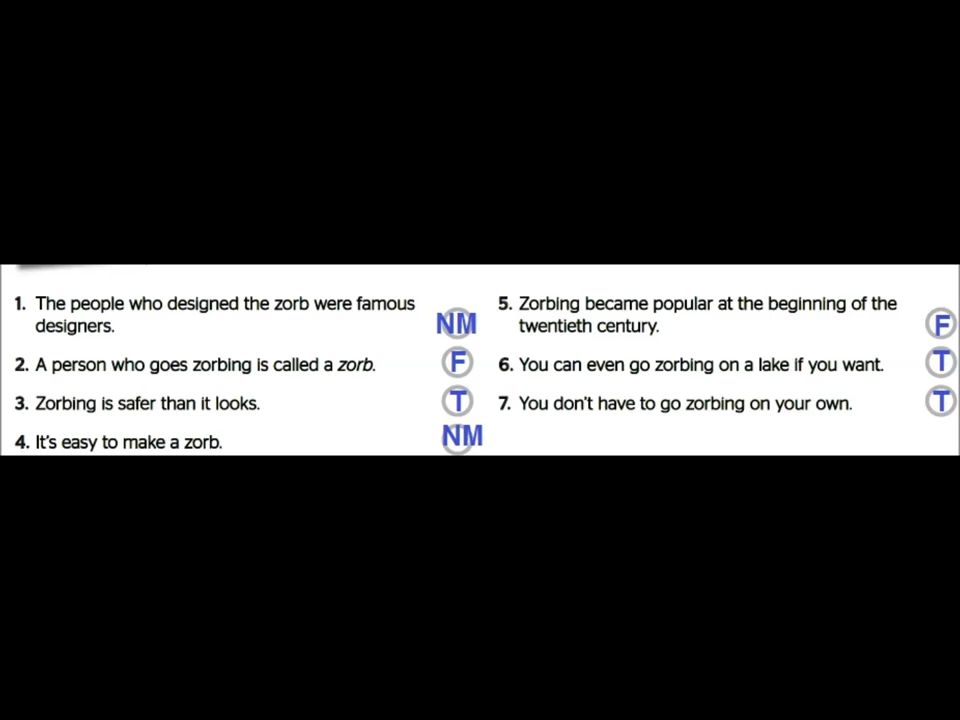 1. The people who designed the zorb were famous
designers. NM
2. A person who goes zorbing is called a zorb. F
3. Zorbing is safer than it looks. T
4. It's easy to make a zorb. NM
5. Zorbing became popular at the beginning of the
twentieth century. F
6. You can even go zorbing on a lake if you want. T
7. You don't have to go zorbing on your own. T